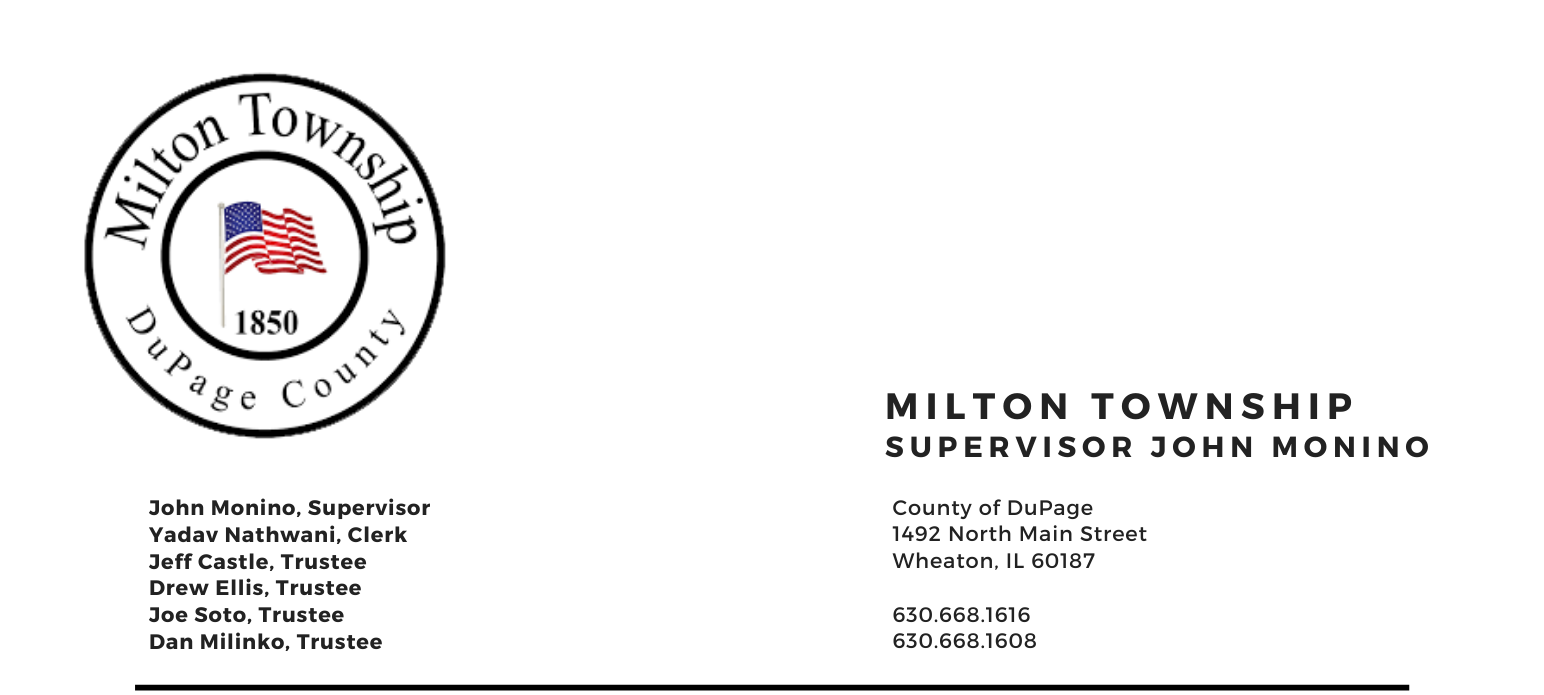 Milton Township
1850
DuPage County
MILTON TOWNSHIP
SUPERVISOR JOHN MONINO
John Monino, Supervisor
Yadav Nathwani, Clerk
Jeff Castle, Trustee
Drew Ellis, Trustee
Joe Soto, Trustee
Dan Milinko, Trustee
County of DuPage
1492 North Main Street
Wheaton, IL 60187
630.668.1616
630.668.1608